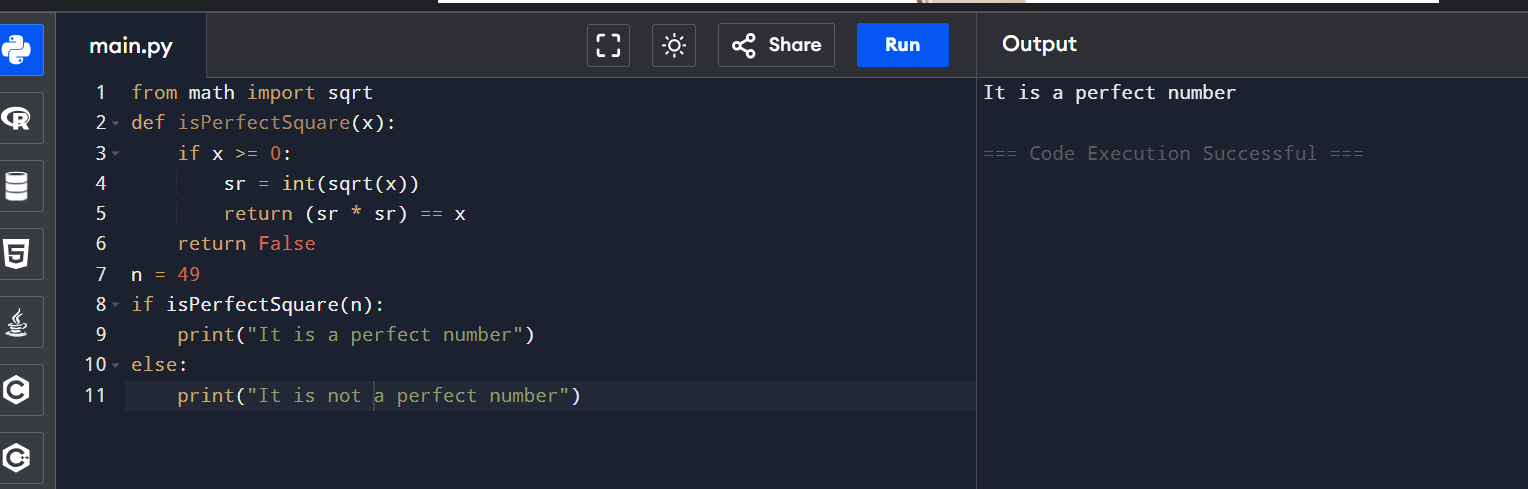 main.py
Share
Run
Output
1 from math import sqrt
2 def isPerfectSquare(x):
3     if x >= 0:
4         sr = int(sqrt(x))
5         return (sr * sr) == x
6     return False
7 n = 49
8 if isPerfectSquare(n):
9     print("It is a perfect number")
10 else:
11     print("It is not a perfect number")
It is a perfect number
=== Code Execution Successful ===